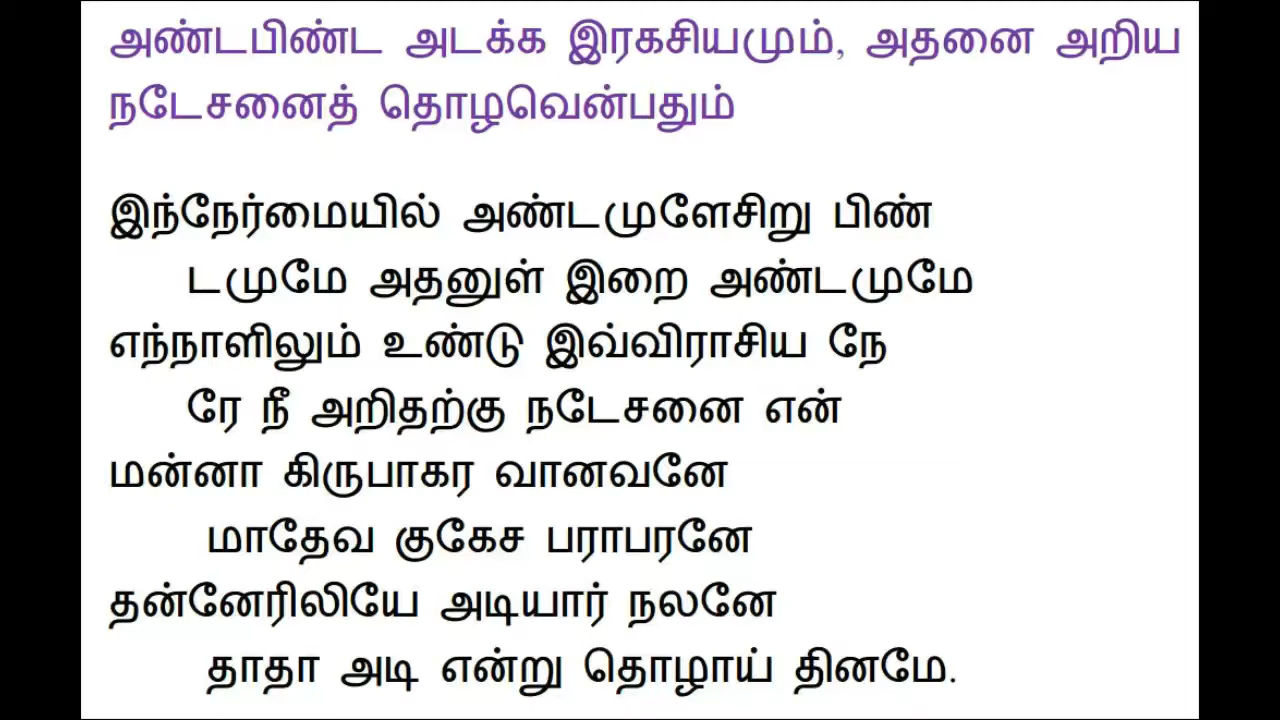 அண்டபிண்ட அடக்க இரகசியமும், அதனை அறிய
நடேசனைத் தொழவென்பதும்
இந்நேர்மையில் அண்டமுளேசிறு பிண்
டமுமே அதனுள் இறை அண்டமுமே
எந்நாளிலும் உண்டு இவ்விராசிய நே
ரே நீ அறிதற்கு நடேசனை என்
மன்னா கிருபாகர வானவனே
மாதேவ குகேச பராபரனே
தன்னேரிலியே அடியார் நலனே
தாதா அடி என்று தொழாய் தினமே.